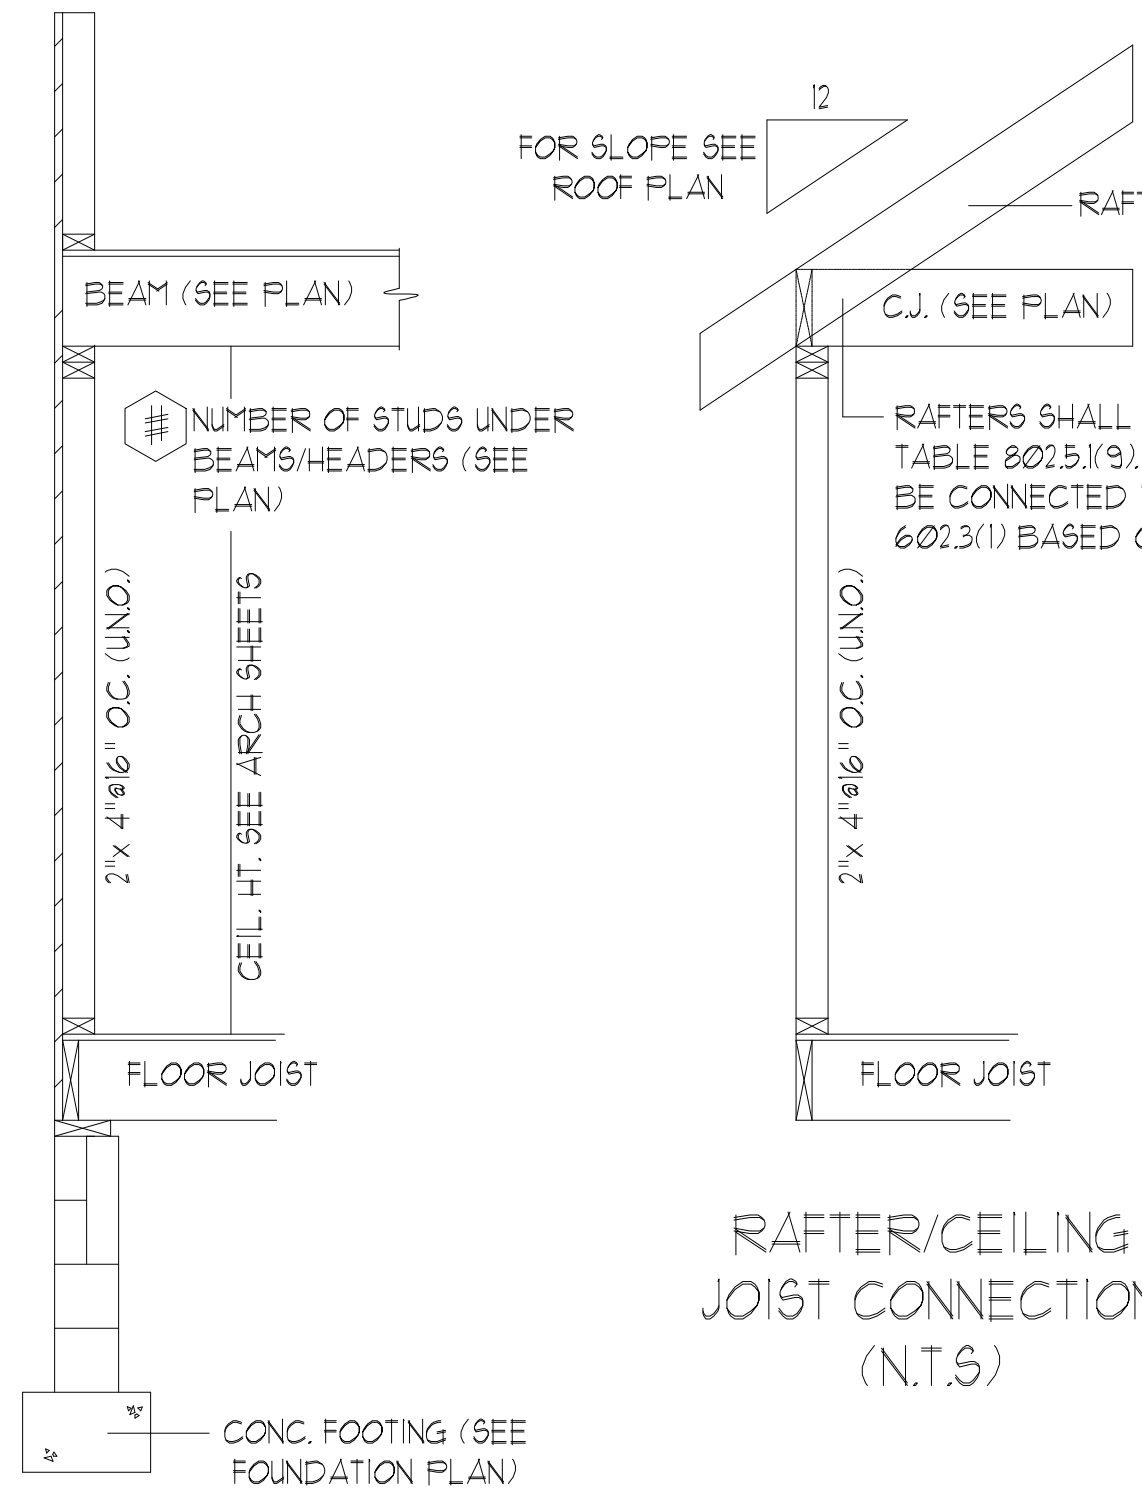 12
FOR SLOPE SEE
ROOF PLAN
RAFT
BEAM (SEE PLAN)
C.J. (SEE PLAN)
# NUMBER OF STUDS UNDER
BEAMS/HEADERS (SEE
PLAN)
RAFTERS SHALL
TABLE 802.5.1(9).
BE CONNECTED
602.3(1) BASED
2"x 4"@16" O.C. (U.N.O.)
CEIL. HT. SEE ARCH SHEETS
2"x 4"@16" O.C. (U.N.O.)
FLOOR JOIST
FLOOR JOIST
RAFTER/CEILING
JOIST CONNECTION
(N.T.S)
CONC. FOOTING (SEE
FOUNDATION PLAN)